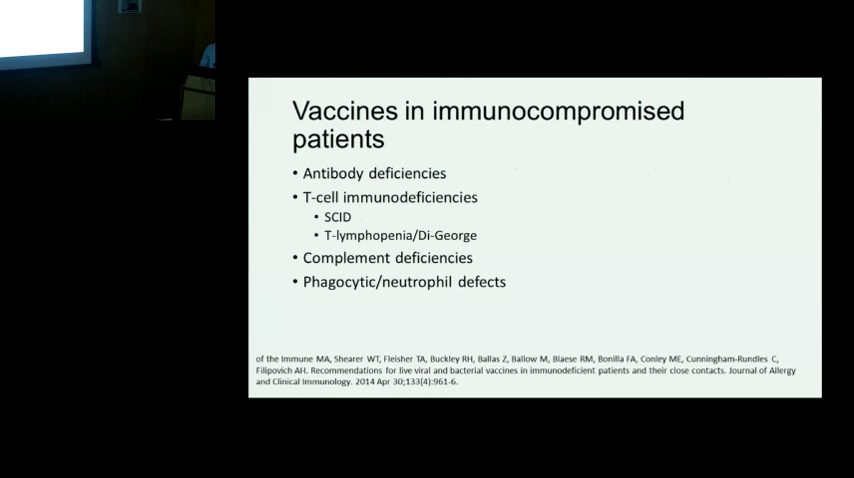 Vaccines in immunocompromised
patients
• Antibody deficiencies
• T-cell immunodeficiencies
• SCID
• T-lymphopenia/Di-George
• Complement deficiencies
• Phagocytic/neutrophil defects
of the Immune MA, Shearer WT, Fleisher TA, Buckley RH, Ballas Z, Ballow M, Blaese RM, Bonilla FA, Conley ME, Cunningham-Rundles C,
Filipovich AH. Recommendations for live viral and bacterial vaccines in immunodeficient patients and their close contacts. Journal of Allergy
and Clinical Immunology. 2014 Apr 30;133(4):961-6.